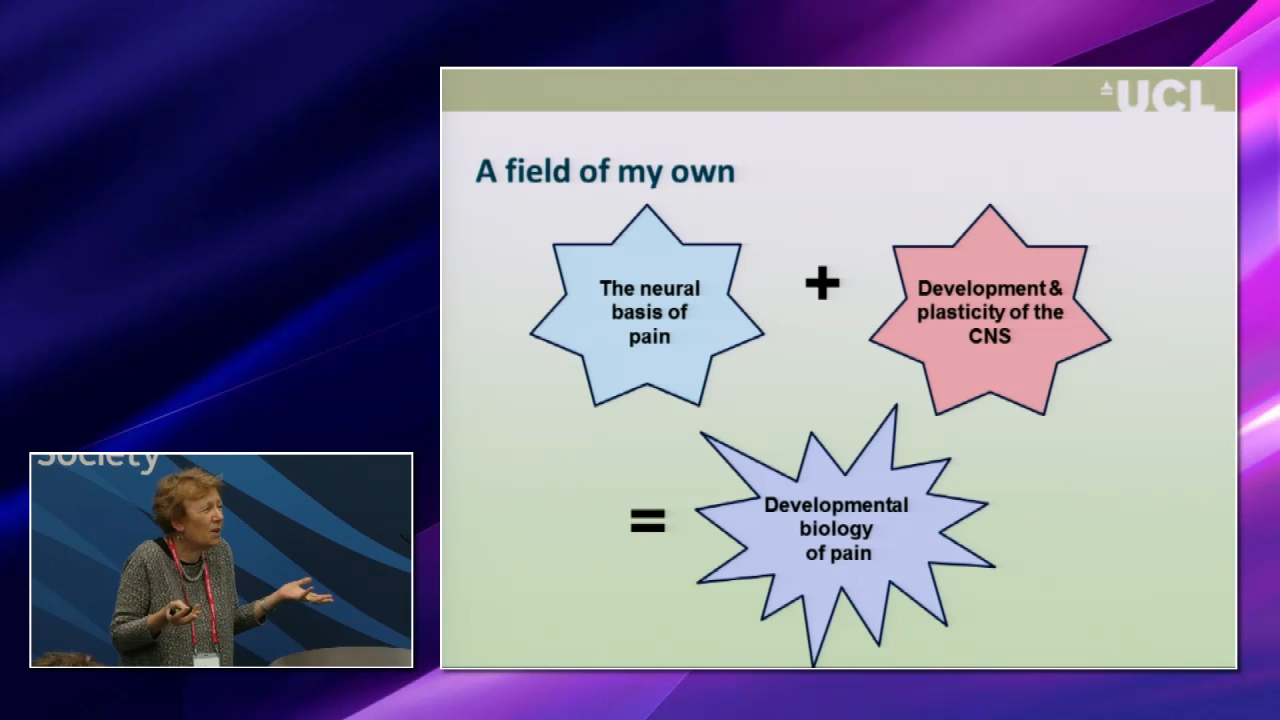 UCL
A field of my own
The neural
basis of
pain
+
Development &
plasticity of the
CNS
=
Developmental
biology
of pain
Society